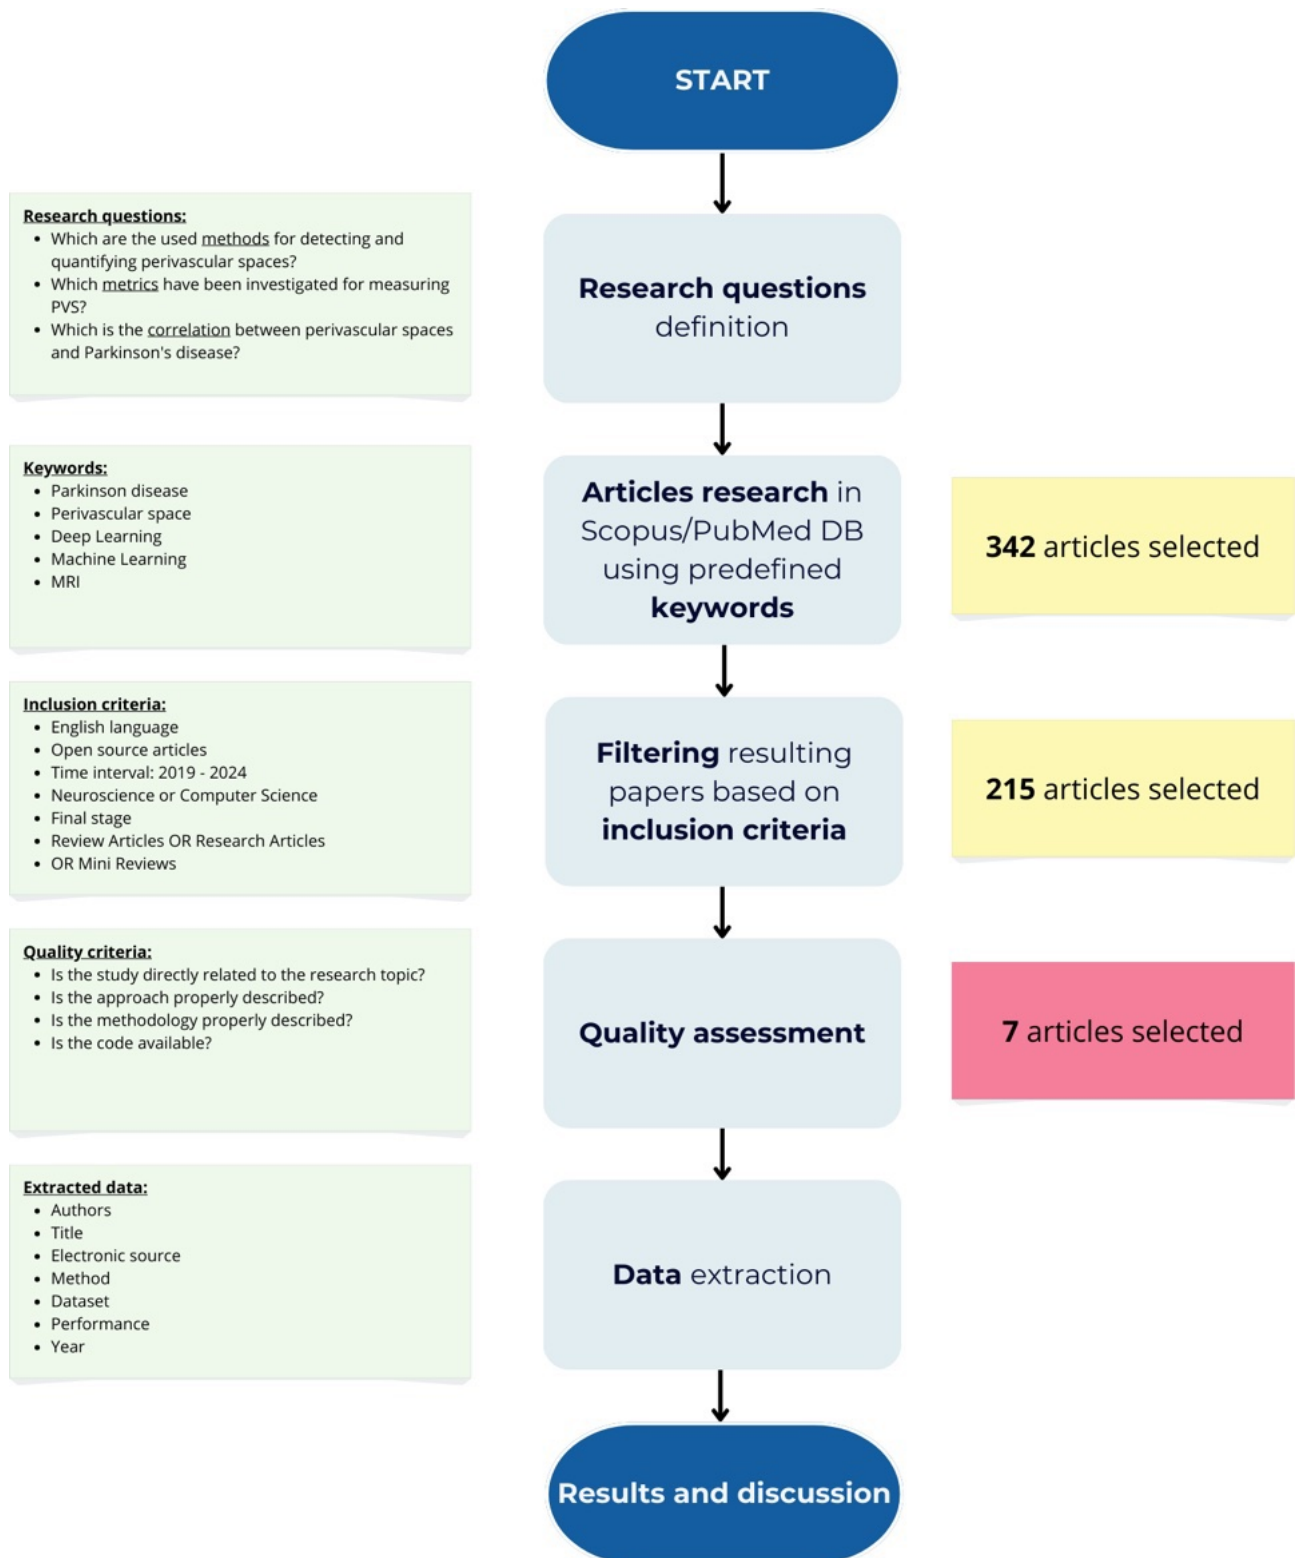 START
Research questions:
• Which are the used methods for detecting and
quantifying perivascular spaces?
• Which metrics have been investigated for measuring
PVS?
• Which is the correlation between perivascular spaces
and Parkinson's disease?
Research questions
definition
Keywords:
• Parkinson disease
• Perivascular space
• Deep Learning
• Machine Learning
• MRI
Articles research in
Scopus/PubMed DB
using predefined
keywords
342 articles selected
Inclusion criteria:
• English language
• Open source articles
• Time interval: 2019 - 2024
• Neuroscience or Computer Science
• Final stage
• Review Articles OR Research Articles
• OR Mini Reviews
Filtering resulting
papers based on
inclusion criteria
215 articles selected
Quality criteria:
• Is the study directly related to the research topic?
• Is the approach properly described?
• Is the methodology properly described?
• Is the code available?
Quality assessment
7 articles selected
Extracted data:
• Authors
• Title
• Electronic source
• Method
• Dataset
• Performance
• Year
Data extraction
Results and discussion